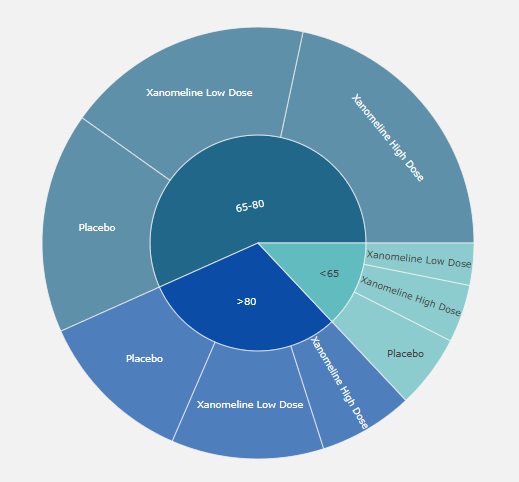 Xanomeline Low Dose
Xanomeline High Dose
65-80
Placebo
Xanomeline Low Dose
<65
Xanomeline High Dose
>80
Placebo
Placebo
Xanomeline Low Dose
Xanomeline High Dose